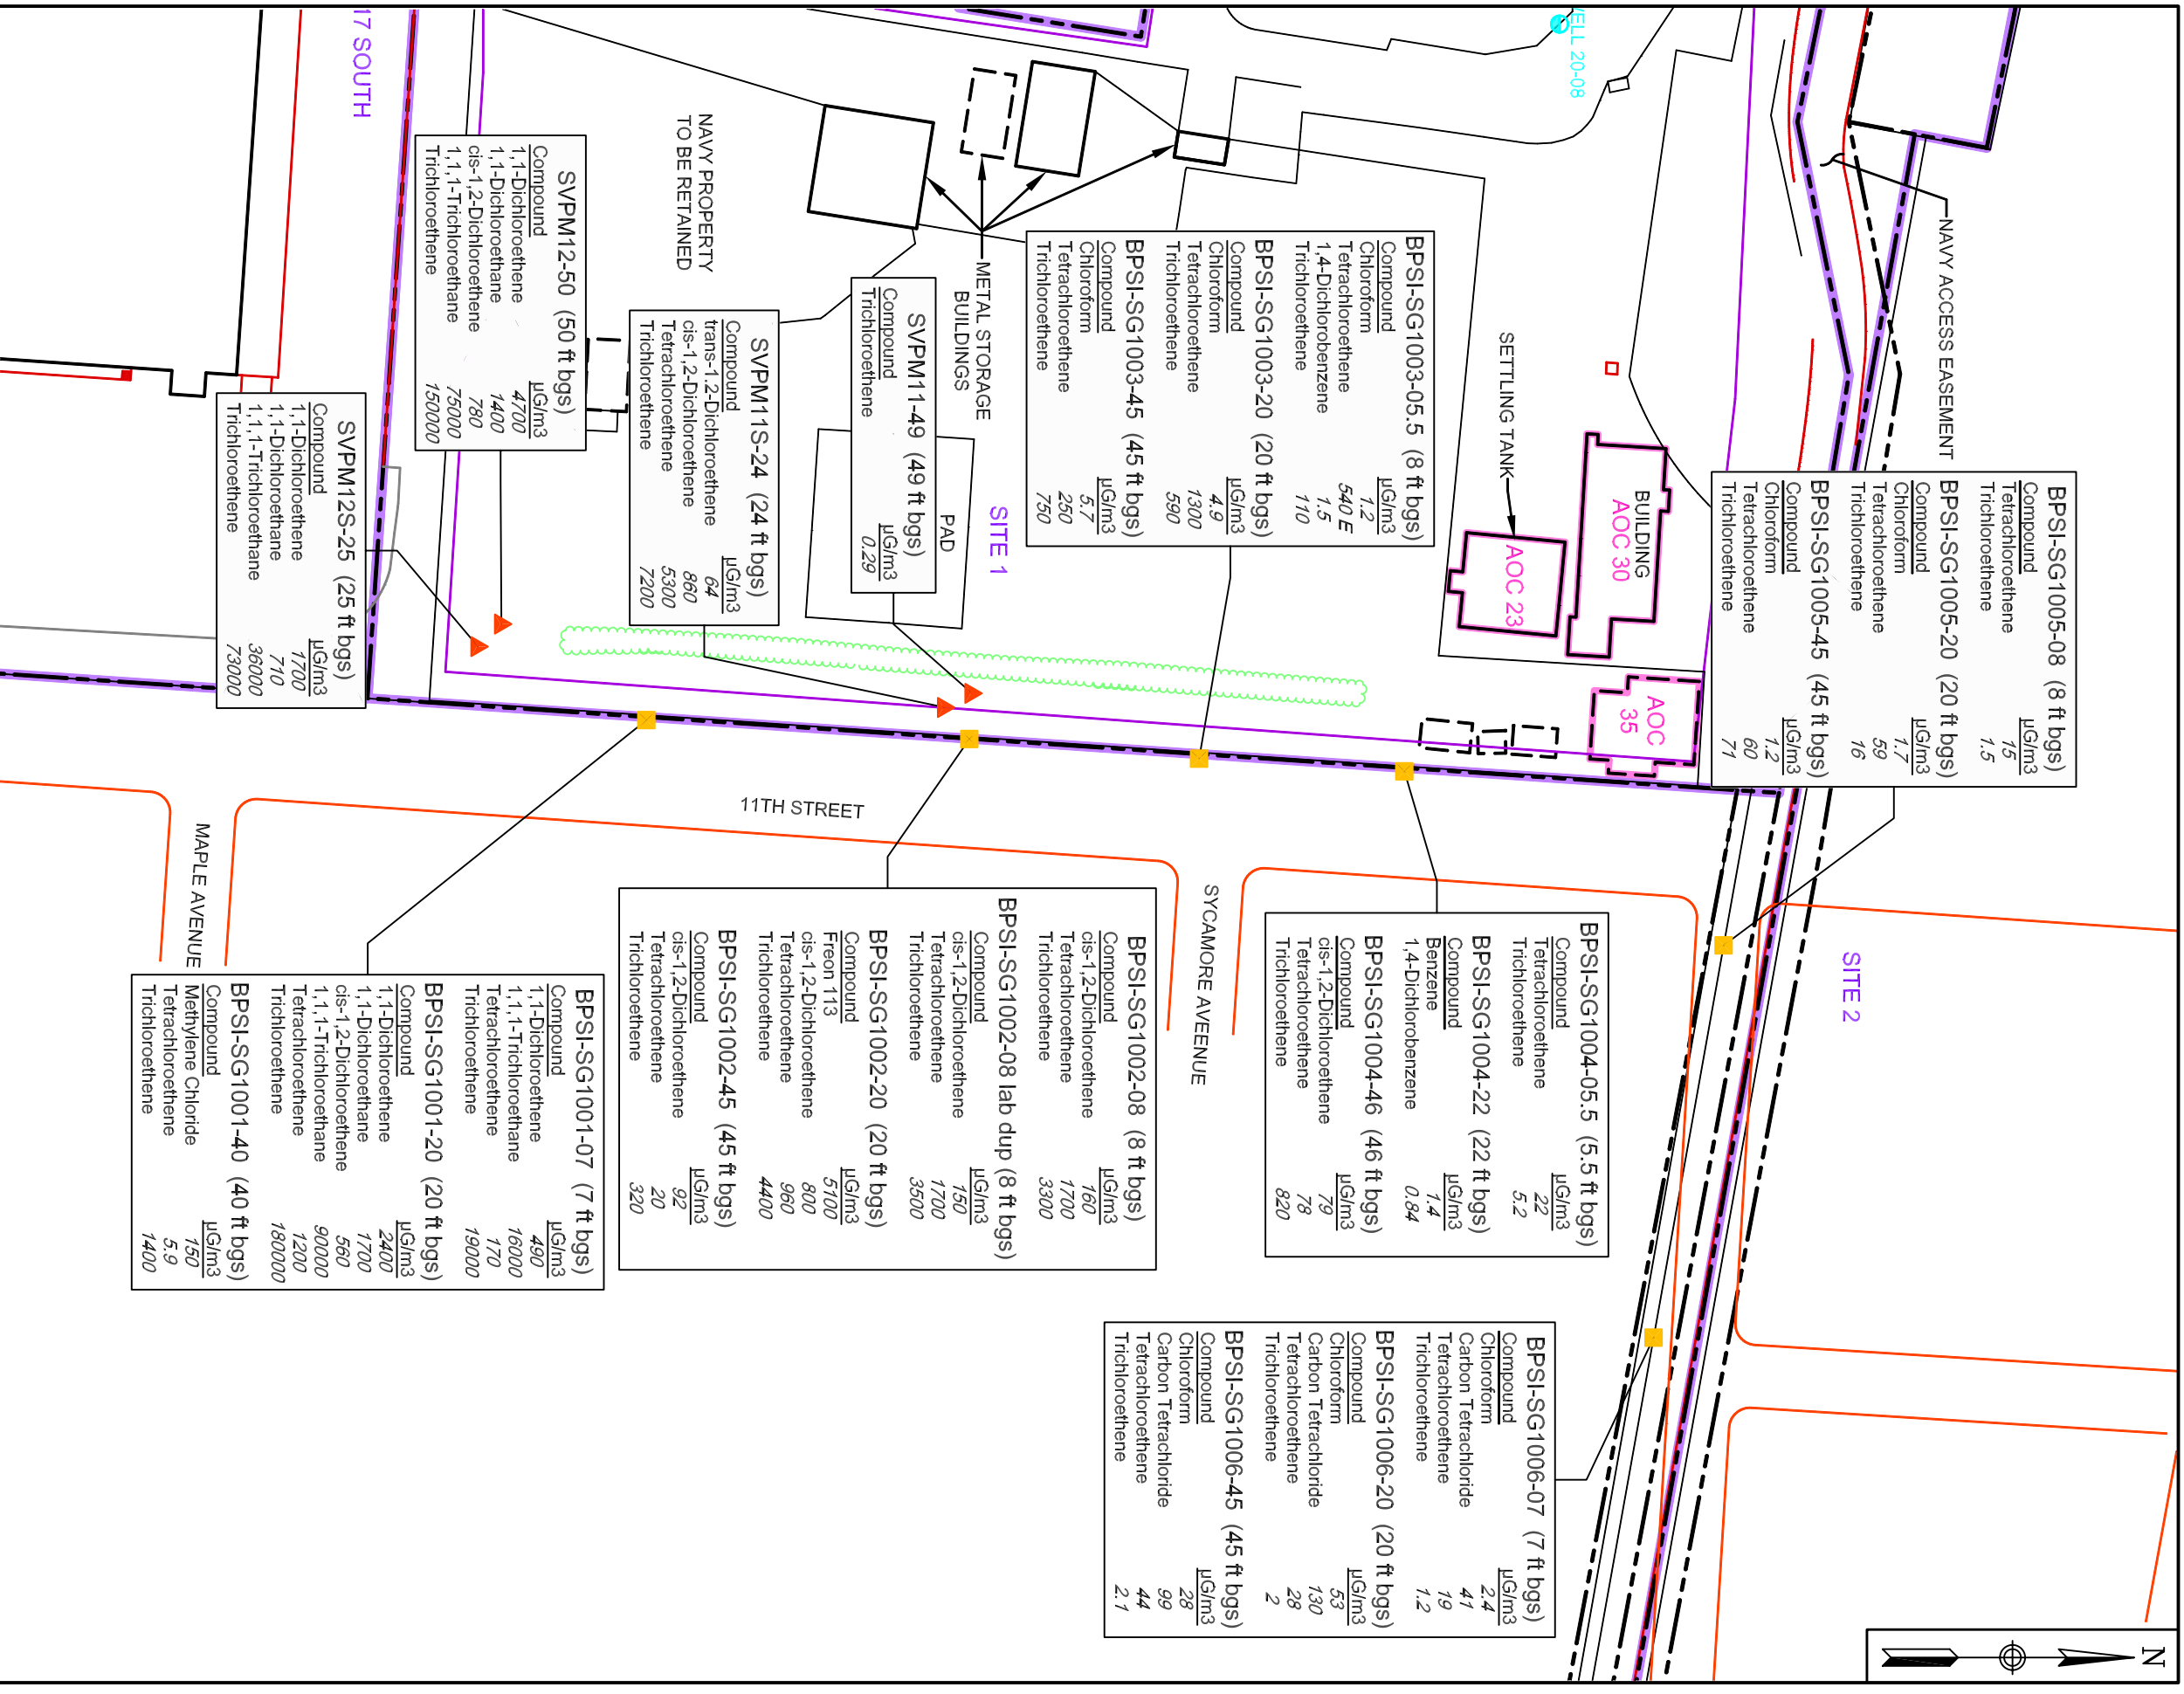 N
NAVY ACCESS EASEMENT
SITE 2
BPSI-SG1005-08 (8 ft bgs)
Compound µG/m3
Tetrachloroethene 15
Trichloroethene 1.5
BPSI-SG1005-20 (20 ft bgs)
Compound µG/m3
Chloroform 1.7
Tetrachloroethene 59
Trichloroethene 16
BPSI-SG1005-45 (45 ft bgs)
Compound µG/m3
Chloroform 1.2
Tetrachloroethene 60
Trichloroethene 71
ELL 20-08
BUILDING
AOC 30
AOC
35
SETTLING TANK
AOC 23
BPSI-SG1004-05.5 (5.5 ft bgs)
Compound µG/m3
Tetrachloroethene 22
Trichloroethene 5.2
BPSI-SG1004-22 (22 ft bgs)
Compound µG/m3
Benzene 1.4
1,4-Dichlorobenzene 0.84
BPSI-SG1004-46 (46 ft bgs)
Compound µG/m3
cis-1,2-Dichloroethene 79
Tetrachloroethene 78
Trichloroethene 820
BPSI-SG1006-07 (7 ft bgs)
Compound µG/m3
Chloroform 2.4
Carbon Tetrachloride 41
Tetrachloroethene 19
Trichloroethene 1.2
BPSI-SG1006-20 (20 ft bgs)
Compound µG/m3
Chloroform 53
Carbon Tetrachloride 130
Tetrachloroethene 28
Trichloroethene 2
BPSI-SG1006-45 (45 ft bgs)
Compound µG/m3
Chloroform 28
Carbon Tetrachloride 99
Tetrachloroethene 44
Trichloroethene 2.1
BPSI-SG1003-05.5 (8 ft bgs)
Compound µG/m3
Chloroform 1.2
Tetrachloroethene 540 E
1,4-Dichlorobenzene 1.5
Trichloroethene 110
BPSI-SG1003-20 (20 ft bgs)
Compound µG/m3
Chloroform 4.9
Tetrachloroethene 1300
Trichloroethene 590
BPSI-SG1003-45 (45 ft bgs)
Compound µG/m3
Chloroform 5.7
Tetrachloroethene 250
Trichloroethene 750
SYCAMORE AVEENUE
METAL STORAGE
BUILDINGS
SITE 1
PAD
BPSI-SG1002-08 (8 ft bgs)
Compound µG/m3
cis-1,2-Dichloroethene 160
Tetrachloroethene 1700
Trichloroethene 3300
BPSI-SG1002-08 lab dup (8 ft bgs)
Compound µG/m3
cis-1,2-Dichloroethene 150
Tetrachloroethene 1700
Trichloroethene 3500
BPSI-SG1002-20 (20 ft bgs)
Compound µG/m3
Freon 113 5100
cis-1,2-Dichloroethene 800
Tetrachloroethene 960
Trichloroethene 4400
BPSI-SG1002-45 (45 ft bgs)
Compound µG/m3
cis-1,2-Dichloroethene 92
Tetrachloroethene 20
Trichloroethene 320
SVPM11-49 (49 ft bgs)
Compound µG/m3
Trichloroethene 0.29
11TH STREET
SVPM11S-24 (24 ft bgs)
Compound µG/m3
trans-1,2-Dichloroethene 64
cis-1,2-Dichloroethene 860
Tetrachloroethene 5300
Trichloroethene 7200
NAVY PROPERTY
TO BE RETAINED
SVPM12-50 (50 ft bgs)
Compound µG/m3
1,1-Dichloroethene 4700
1,1-Dichloroethane 1400
cis-1,2-Dichloroethene 780
1,1,1-Trichloroethane 75000
Trichloroethene 150000
BPSI-SG1001-07 (7 ft bgs)
Compound µG/m3
1,1-Dichloroethene 490
1,1,1-Trichloroethane 16000
Tetrachloroethene 170
Trichloroethene 19000
BPSI-SG1001-20 (20 ft bgs)
Compound µG/m3
1,1-Dichloroethene 2400
1,1-Dichloroethane 1700
cis-1,2-Dichloroethene 560
1,1,1-Trichloroethane 90000
Tetrachloroethene 1200
Trichloroethene 180000
BPSI-SG1001-40 (40 ft bgs)
Compound µG/m3
Methylene Chloride 150
Tetrachloroethene 5.9
Trichloroethene 1400
17 SOUTH
SVPM12S-25 (25 ft bgs)
Compound µG/m3
1,1-Dichloroethene 1700
1,1-Dichloroethane 710
1,1,1-Trichloroethane 36000
Trichloroethene 73000
MAPLE AVENUE